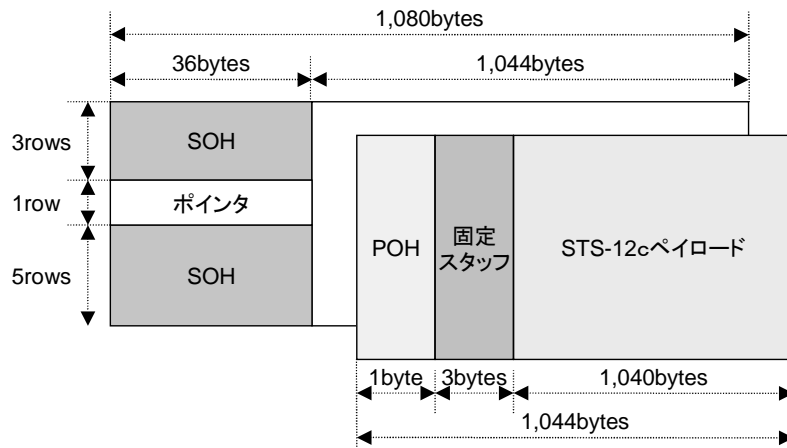 1,080bytes
36bytes
1,044bytes
3rows
SOH
1row
ポインタ
5rows
SOH
POH
固定
スタッフ
STS-12cペイロード
1byte
3bytes
1,040bytes
1,044bytes